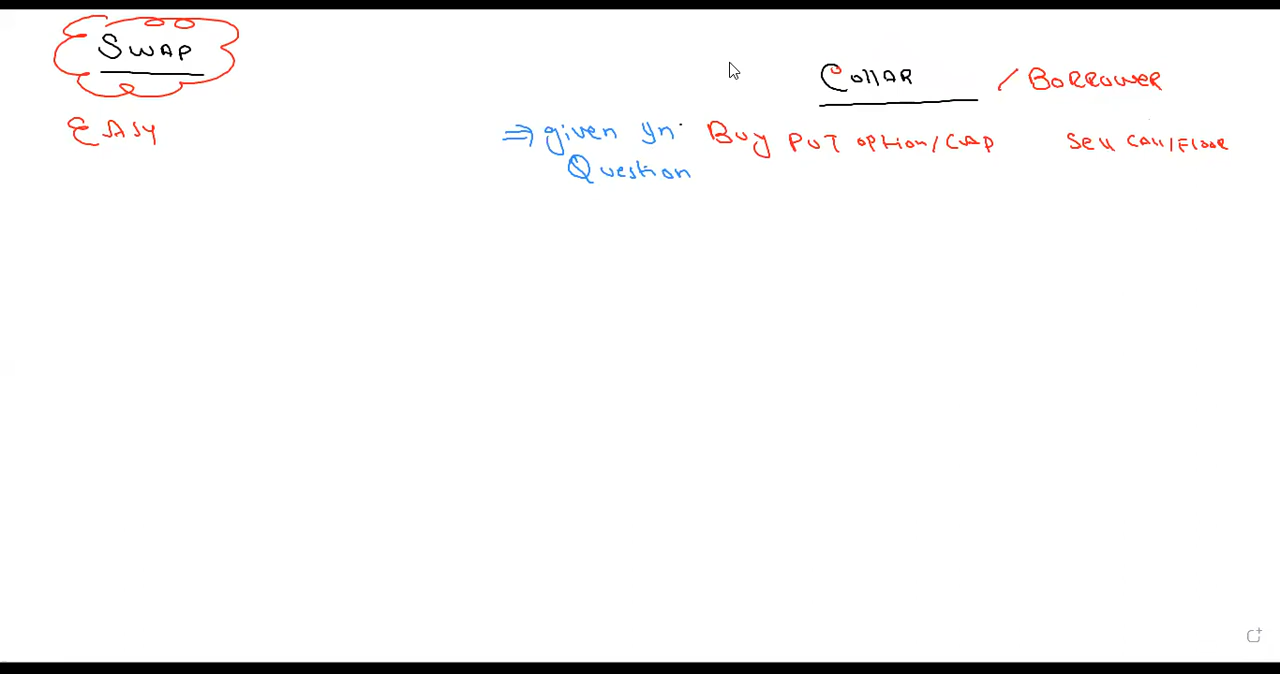 Swap
EASY
Collar / BORROWER
⇒ given In Buy PUT option/CAP Sell Call/Floor
Question